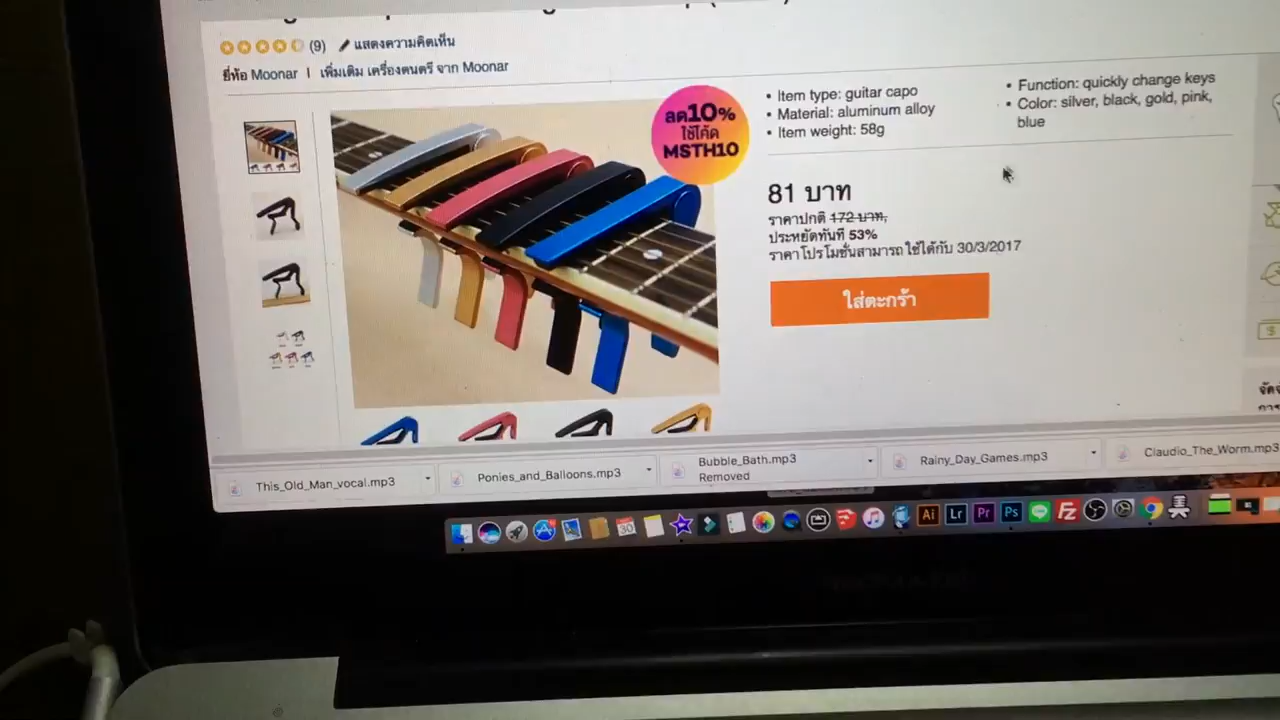 (9) แสดงความคิดเห็น
ยี่ห้อ Moonar | เพิ่มเติม เครื่องดนตรี จาก Moonar
ลด10%
ใช้โค้ด
MSTH10
• Item type: guitar capo
• Material: aluminum alloy
• Item weight: 58g
• Function: quickly change keys
• Color: silver, black, gold, pink,
blue
81 บาท
ราคาปกติ 172 บาท,
ประหยัดทันที 53%
ราคาโปรโมชั่นสามารถใช้ได้กับ 30/3/2017
ใส่ตะกร้า
This_Old_Man_vocal.mp3
Ponies_and_Balloons.mp3
Bubble_Bath.mp3
Removed
Rainy_Day_Games.mp3
Claudio_The_Worm.mp3
30
Ai Lr Pr Ps
LINE
Fz